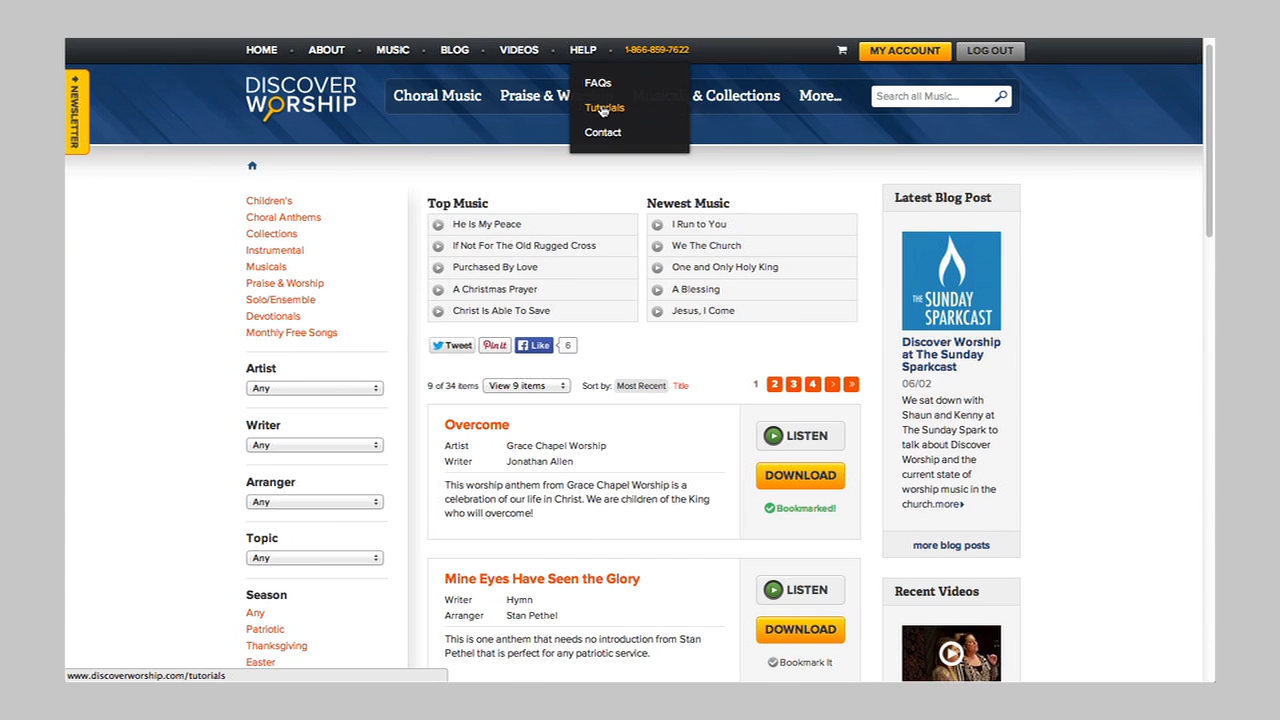 HOME
ABOUT
MUSIC
BLOG
VIDEOS
HELP
1-866-859-7622
MY ACCOUNT
LOG OUT
NEWSLETTER
DISCOVER
WORSHIP
Choral Music
Praise & W
& Collections
More...
Search all Music...
FAQs
Tutorials
Contact
Children's
Choral Anthems
Collections
Instrumental
Musicals
Praise & Worship
Solo/Ensemble
Devotionals
Monthly Free Songs
Artist
Any
Writer
Any
Arranger
Any
Topic
Any
Season
Any
Patriotic
Thanksgiving
Easter
Top Music
He Is My Peace
If Not For The Old Rugged Cross
Purchased By Love
A Christmas Prayer
Christ Is Able To Save
Newest Music
I Run to You
We The Church
One and Only Holy King
A Blessing
Jesus, I Come
Tweet
Pin it
Like
6
9 of 34 items
View 9 items
Sort by: Most Recent Title
1 2 3 4 › »
Overcome
Artist Grace Chapel Worship
Writer Jonathan Allen
This worship anthem from Grace Chapel Worship is a
celebration of our life in Christ. We are children of the King
who will overcome!
LISTEN
DOWNLOAD
Bookmarked!
Mine Eyes Have Seen the Glory
Writer Hymn
Arranger Stan Pethel
This is one anthem that needs no introduction from Stan
Pethel that is perfect for any patriotic service.
LISTEN
DOWNLOAD
Bookmark It
Latest Blog Post
THE SUNDAY
SPARKCAST
Discover Worship
at The Sunday
Sparkcast
06/02
We sat down with
Shaun and Kenny at
The Sunday Spark to
talk about Discover
Worship and the
current state of
worship music in the
church.more
more blog posts
Recent Videos
www.discoverworship.com/tutorials